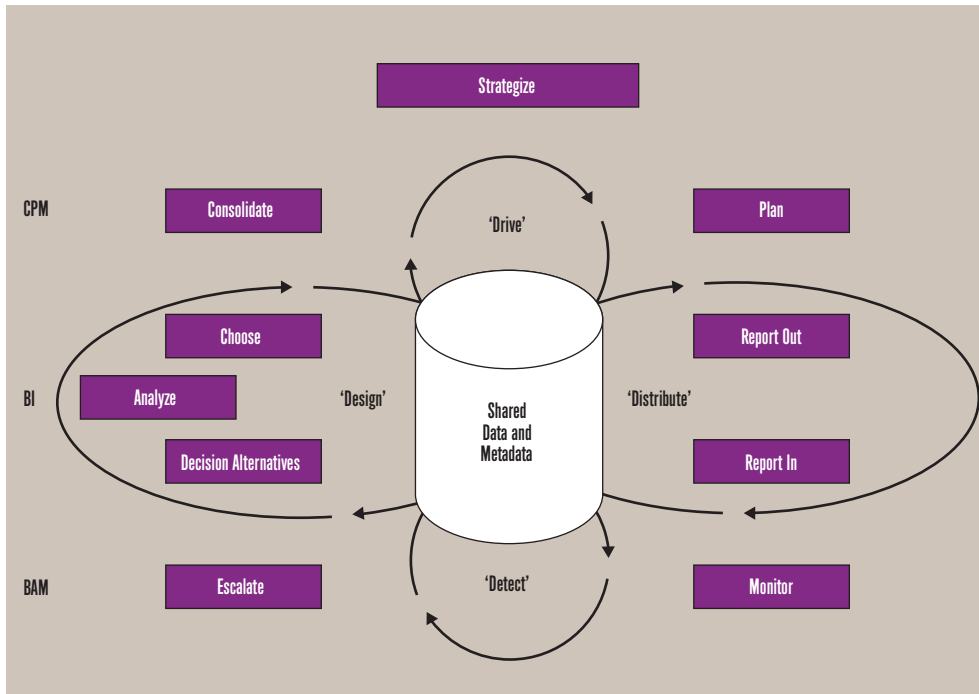 Strategize
CPM
Consolidate
‘Drive’
Plan
Choose
Report Out
BI
Analyze
‘Design’
Shared
Data and
Metadata
‘Distribute’
Decision Alternatives
Report In
BAM
Escalate
‘Detect’
Monitor